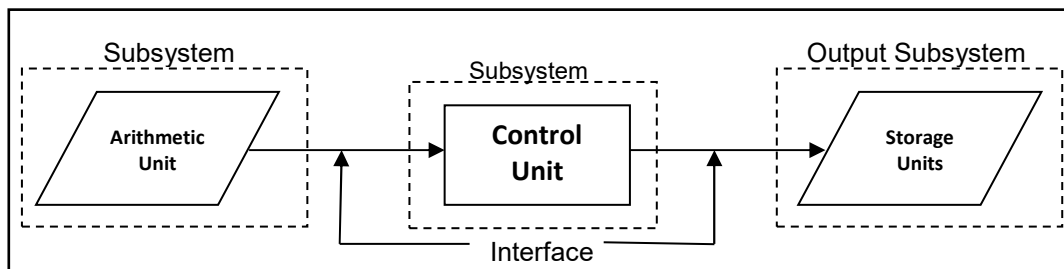 Subsystem
Subsystem
Output Subsystem
Arithmetic
Unit
Control
Unit
Storage
Units
Interface